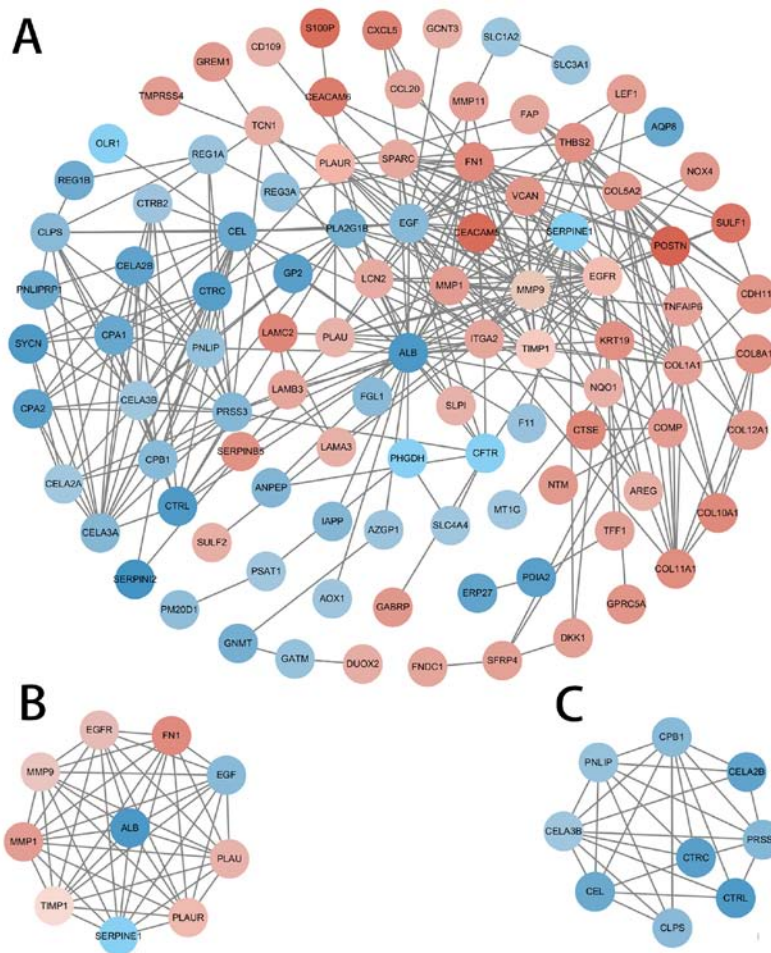 A
S100P
CXCL5
GCNT3
SLC1A2
CD109
SLC3A1
GREM1
CEACAM6
CCL20
TMPRSS4
MMP11
LEF1
FAP
TCN1
AQP8
OLR1
THBS2
REG1A
PLAUR
SPARC
FN1
NOX4
REG1B
REG3A
COL5A2
CTRB2
VCAN
EGF
SULF1
CLPS
CEL
PLA2G1B
CEACAM5
SERPINE1
POSTN
CELA2B
GP2
LCN2
EGFR
CDH11
PNLIPRP1
CTRC
MMP1
MMP9
TNFAIP6
SYCN
CPA1
LAMC2
PLAU
ITGA2
TIMP1
KRT19
COL8A1
PNLIP
ALB
COL1A1
CPA2
CELA3B
LAMB3
NQO1
PRSS3
FGL1
SLPI
F11
CTSE
COMP
COL12A1
CELA2A
CPB1
SERPINB5
LAMA3
PHGDH
CFTR
NTM
AREG
CTRL
ANPEP
COL10A1
CELA3A
SULF2
IAPP
AZGP1
SLC4A4
MT1G
TFF1
COL11A1
SERPINI2
PSAT1
PDIA2
PM20D1
AOX1
GABRP
ERP27
GPRC5A
GNMT
GATM
DUOX2
FNDC1
SFRP4
DKK1
B
EGFR
FN1
MMP9
EGF
ALB
MMP1
PLAU
TIMP1
PLAUR
SERPINE1
C
CPB1
PNLIP
CELA2B
CELA3B
PRSS
CTRC
CEL
CTRL
CLPS